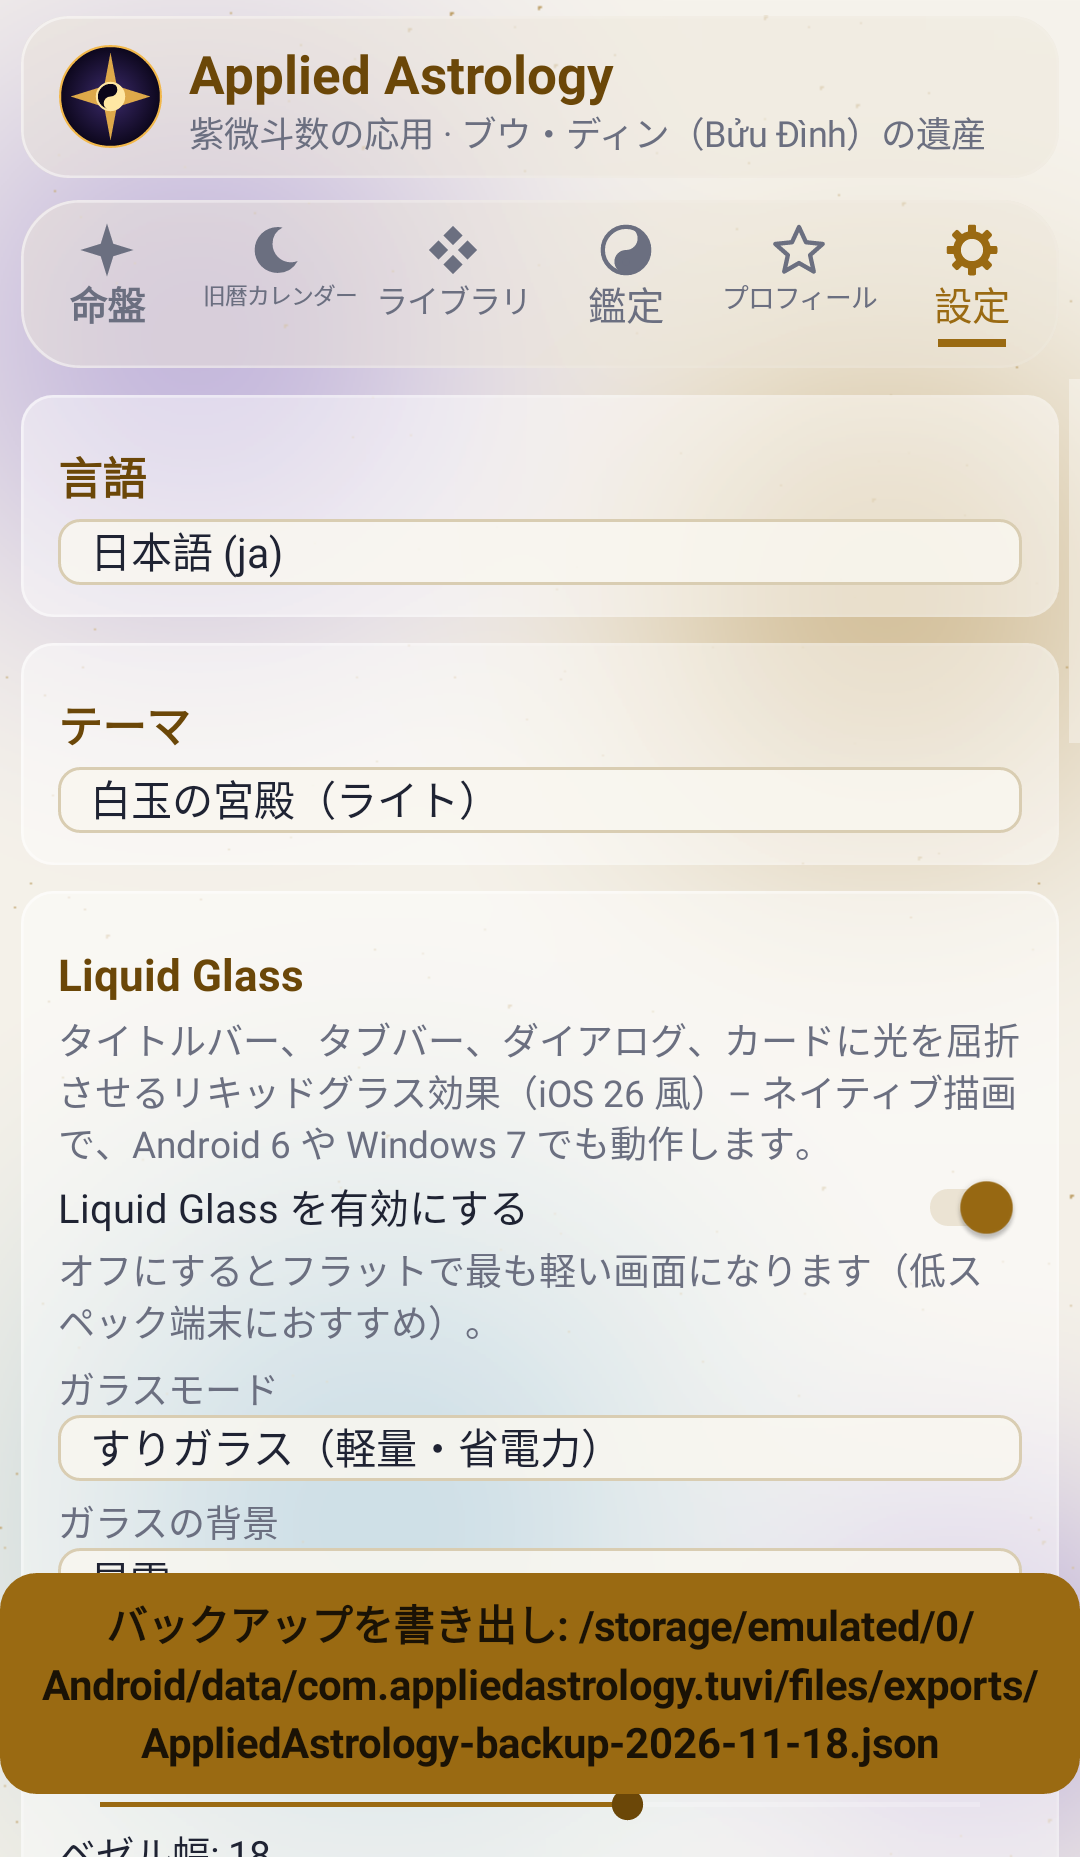 Applied Astrology
紫微斗数の応用 · ブウ・ディン（Bửu Đình）の遺産
命盤
旧暦カレンダー
ライブラリ
鑑定
プロフィール
設定
言語
日本語 (ja)
テーマ
白玉の宮殿（ライト）
Liquid Glass
タイトルバー、タブバー、ダイアログ、カードに光を屈折
させるリキッドグラス効果（iOS 26 風）– ネイティブ描画
で、Android 6 や Windows 7 でも動作します。
Liquid Glass を有効にする
オフにするとフラットで最も軽い画面になります（低ス
ペック端末におすすめ）。
ガラスモード
すりガラス（軽量・省電力）
ガラスの背景
バックアップを書き出し: /storage/emulated/0/
Android/data/com.appliedastrology.tuvi/files/exports/
AppliedAstrology-backup-2026-11-18.json
ベゼル幅: 18